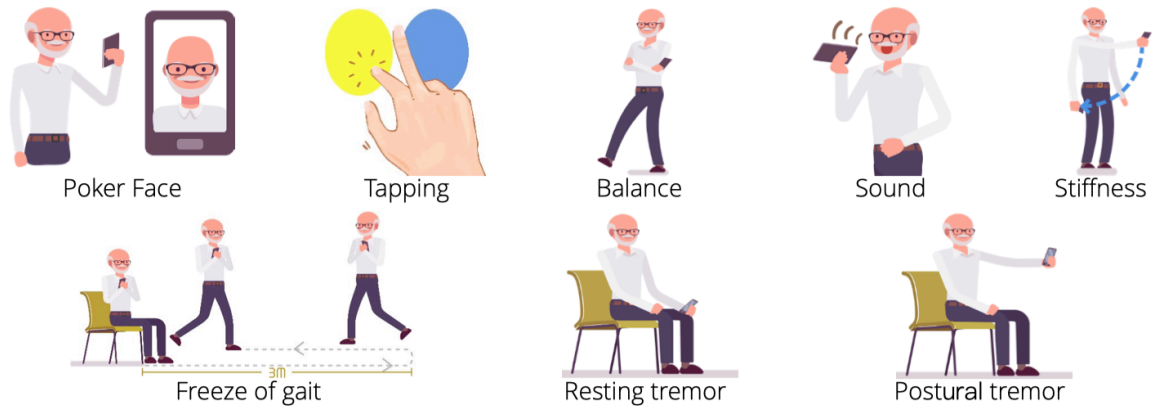 Poker Face
Tapping
Balance
Sound
Stiffness
3m
Freeze of gait
Resting tremor
Postural tremor